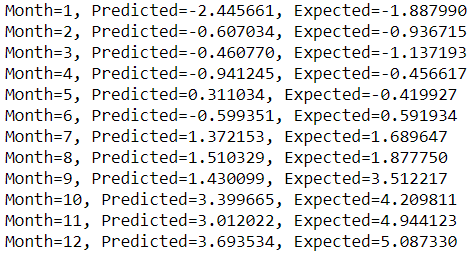 Month=1, Predicted=-2.445661, Expected=-1.887990
Month=2, Predicted=-0.607034, Expected=-0.936715
Month=3, Predicted=-0.460770, Expected=-1.137193
Month=4, Predicted=-0.941245, Expected=-0.456617
Month=5, Predicted=0.311034, Expected=-0.419927
Month=6, Predicted=-0.599351, Expected=0.591934
Month=7, Predicted=1.372153, Expected=1.689647
Month=8, Predicted=1.510329, Expected=1.877750
Month=9, Predicted=1.430099, Expected=3.512217
Month=10, Predicted=3.399665, Expected=4.209811
Month=11, Predicted=3.012022, Expected=4.944123
Month=12, Predicted=3.693534, Expected=5.087330